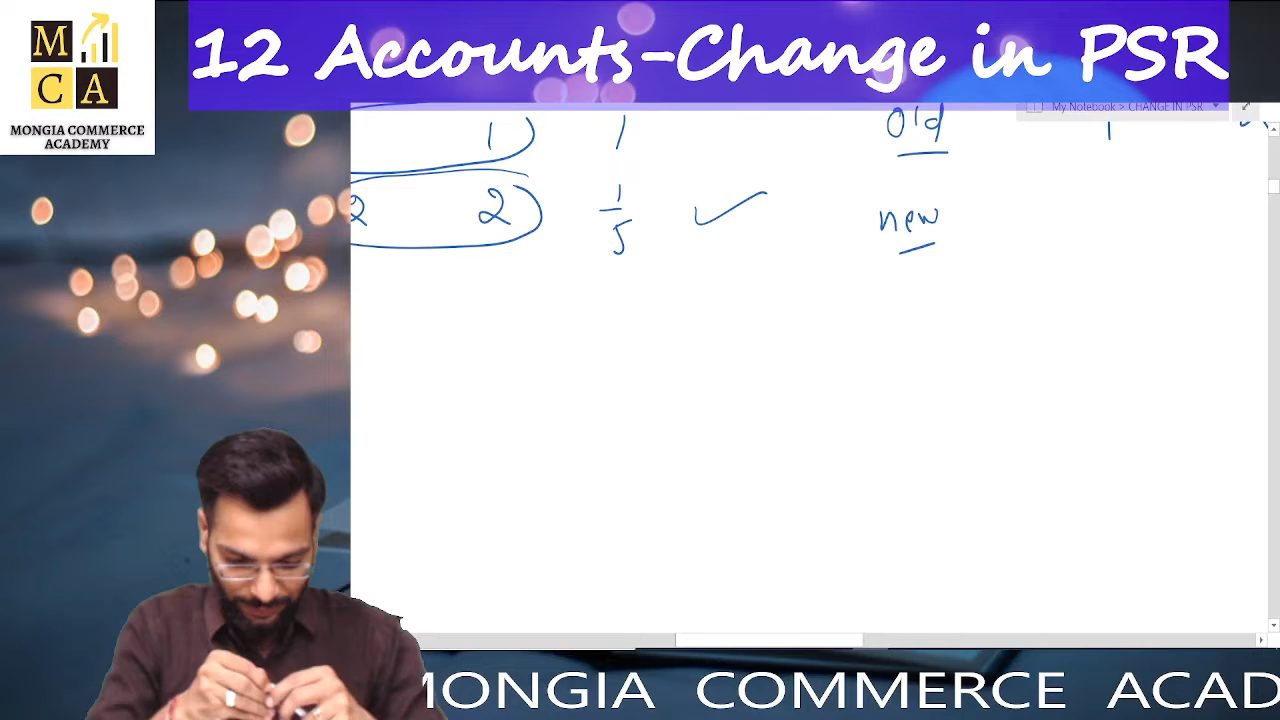 12 Accounts-Change in PSR
M
C A
MONGIA COMMERCE
ACADEMY
My Notebook > CHANGE IN PSR
1 1 Old 1
2 2 1/5 new
MONGIA COMMERCE ACAD